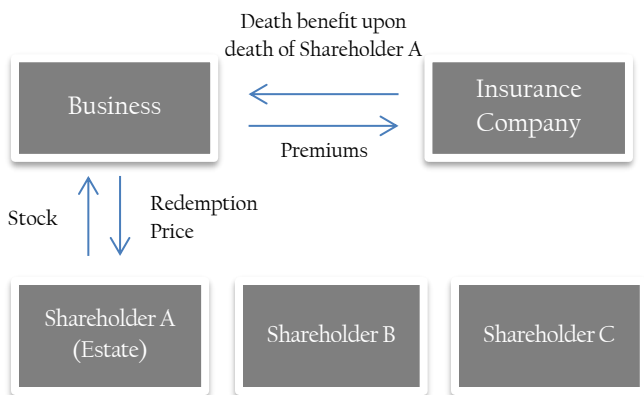 Death benefit upon
death of Shareholder A
Business
Insurance
Company
Premiums
Stock
Redemption
Price
Shareholder A
(Estate)
Shareholder B
Shareholder C